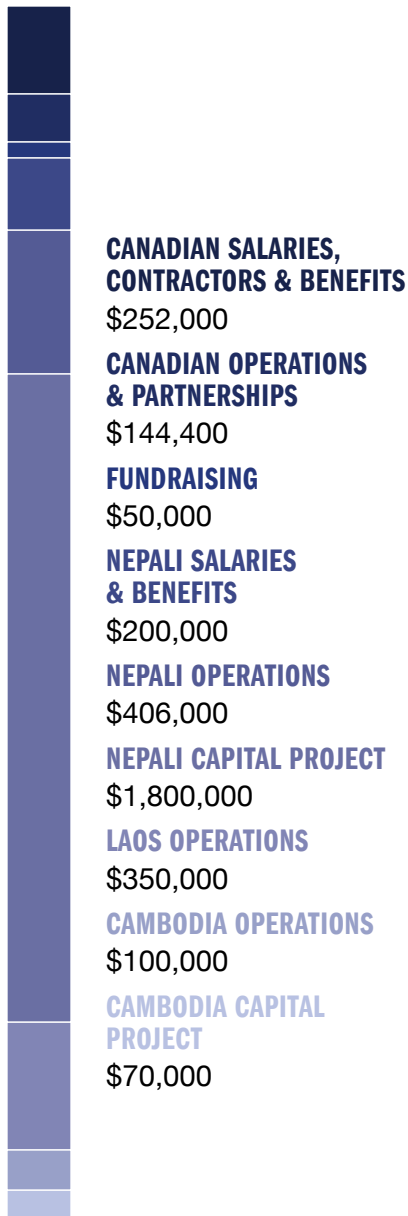 CANADIAN SALARIES,
CONTRACTORS & BENEFITS
$252,000
CANADIAN OPERATIONS
& PARTNERSHIPS
$144,400
FUNDRAISING
$50,000
NEPALI SALARIES
& BENEFITS
$200,000
NEPALI OPERATIONS
$406,000
NEPALI CAPITAL PROJECT
$1,800,000
LAOS OPERATIONS
$350,000
CAMBODIA OPERATIONS
$100,000
CAMBODIA CAPITAL
PROJECT
$70,000